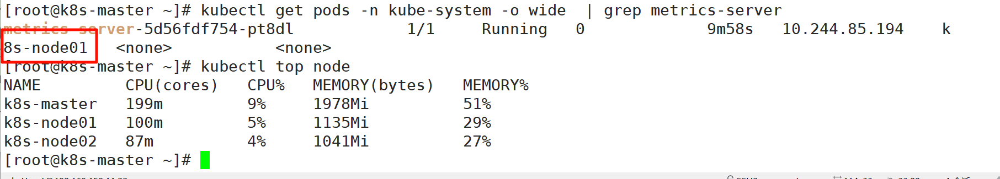 [root@k8s-master ~]# kubectl get pods -n kube-system -o wide  | grep metrics-server
metrics-server-5d56fdf754-pt8dl             1/1     Running   0             9m58s   10.244.85.194    k
8s-node01   <none>           <none>
[root@k8s-master ~]# kubectl top node
NAME         CPU(cores)   CPU%   MEMORY(bytes)   MEMORY%
k8s-master   199m         9%     1978Mi          51%
k8s-node01   100m         5%     1135Mi          29%
k8s-node02   87m          4%     1041Mi          27%
[root@k8s-master ~]#